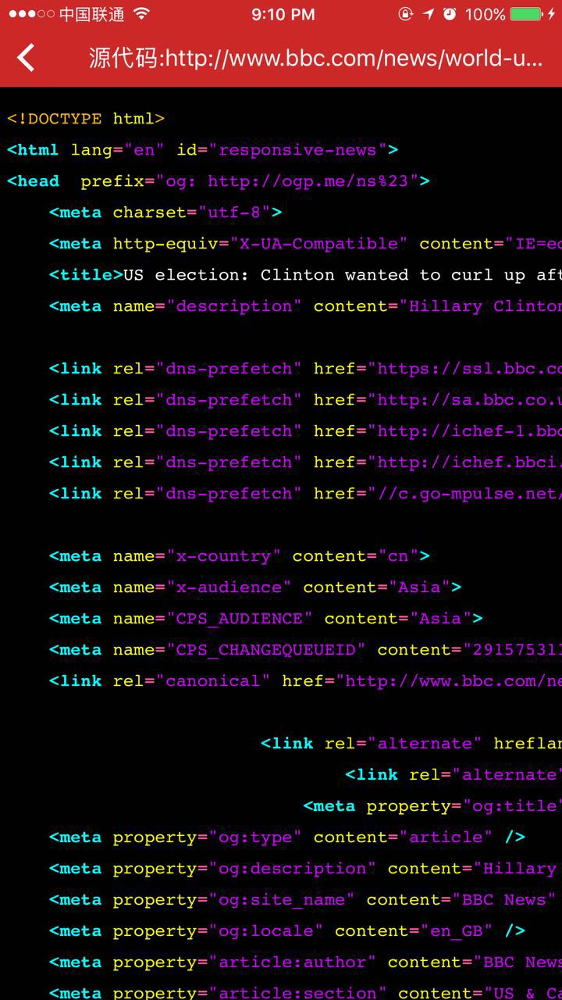 中国联通 9:10 PM 100%
源代码:http://www.bbc.com/news/world-u...
<!DOCTYPE html>
<html lang="en" id="responsive-news">
<head  prefix="og: http://ogp.me/ns%23">
<meta charset="utf-8">
<meta http-equiv="X-UA-Compatible" content="IE=ed
<title>US election: Clinton wanted to curl up aft
<meta name="description" content="Hillary Clinton
<link rel="dns-prefetch" href="https://ssl.bbc.co
<link rel="dns-prefetch" href="http://sa.bbc.co.u
<link rel="dns-prefetch" href="http://ichef-1.bbc
<link rel="dns-prefetch" href="http://ichef.bbci.
<link rel="dns-prefetch" href="//c.go-mpulse.net/
<meta name="x-country" content="cn">
<meta name="x-audience" content="Asia">
<meta name="CPS_AUDIENCE" content="Asia">
<meta name="CPS_CHANGEQUEUEID" content="291575311
<link rel="canonical" href="http://www.bbc.com/ne
<link rel="alternate" hreflan
<link rel="alternate"
<meta property="og:title"
<meta property="og:type" content="article" />
<meta property="og:description" content="Hillary
<meta property="og:site_name" content="BBC News"
<meta property="og:locale" content="en_GB" />
<meta property="article:author" content="BBC News
<meta property="article:section" content="US & Ca